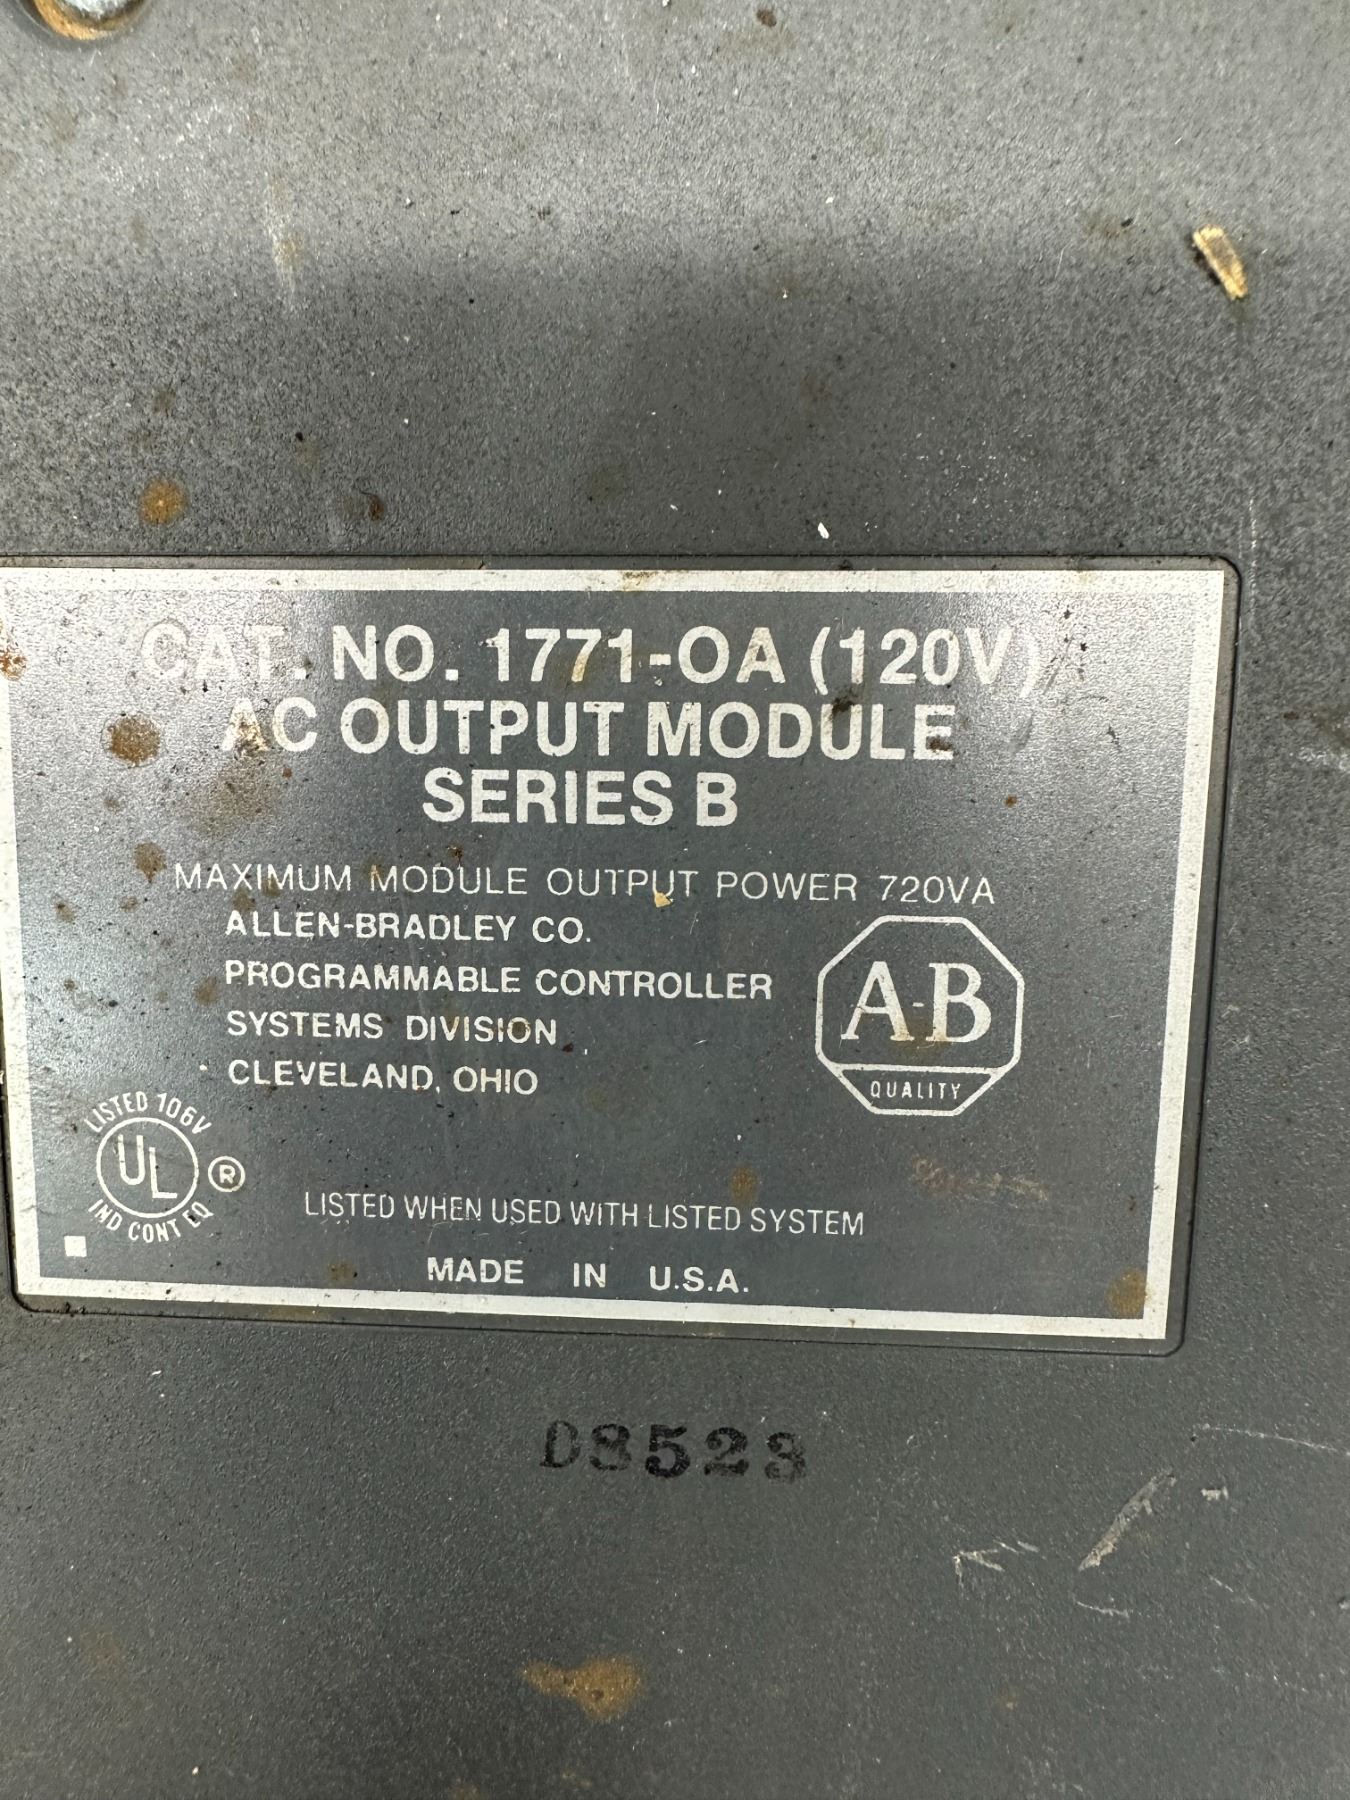 CAT. NO. 1771-OA (120V)
AC OUTPUT MODULE
SERIES B
MAXIMUM MODULE OUTPUT POWER 720VA
ALLEN-BRADLEY CO.
PROGRAMMABLE CONTROLLER
SYSTEMS DIVISION
CLEVELAND, OHIO
A-B
QUALITY
LISTED 106V
UL ®
IND CONT EQ
LISTED WHEN USED WITH LISTED SYSTEM
MADE IN U.S.A.
D8523